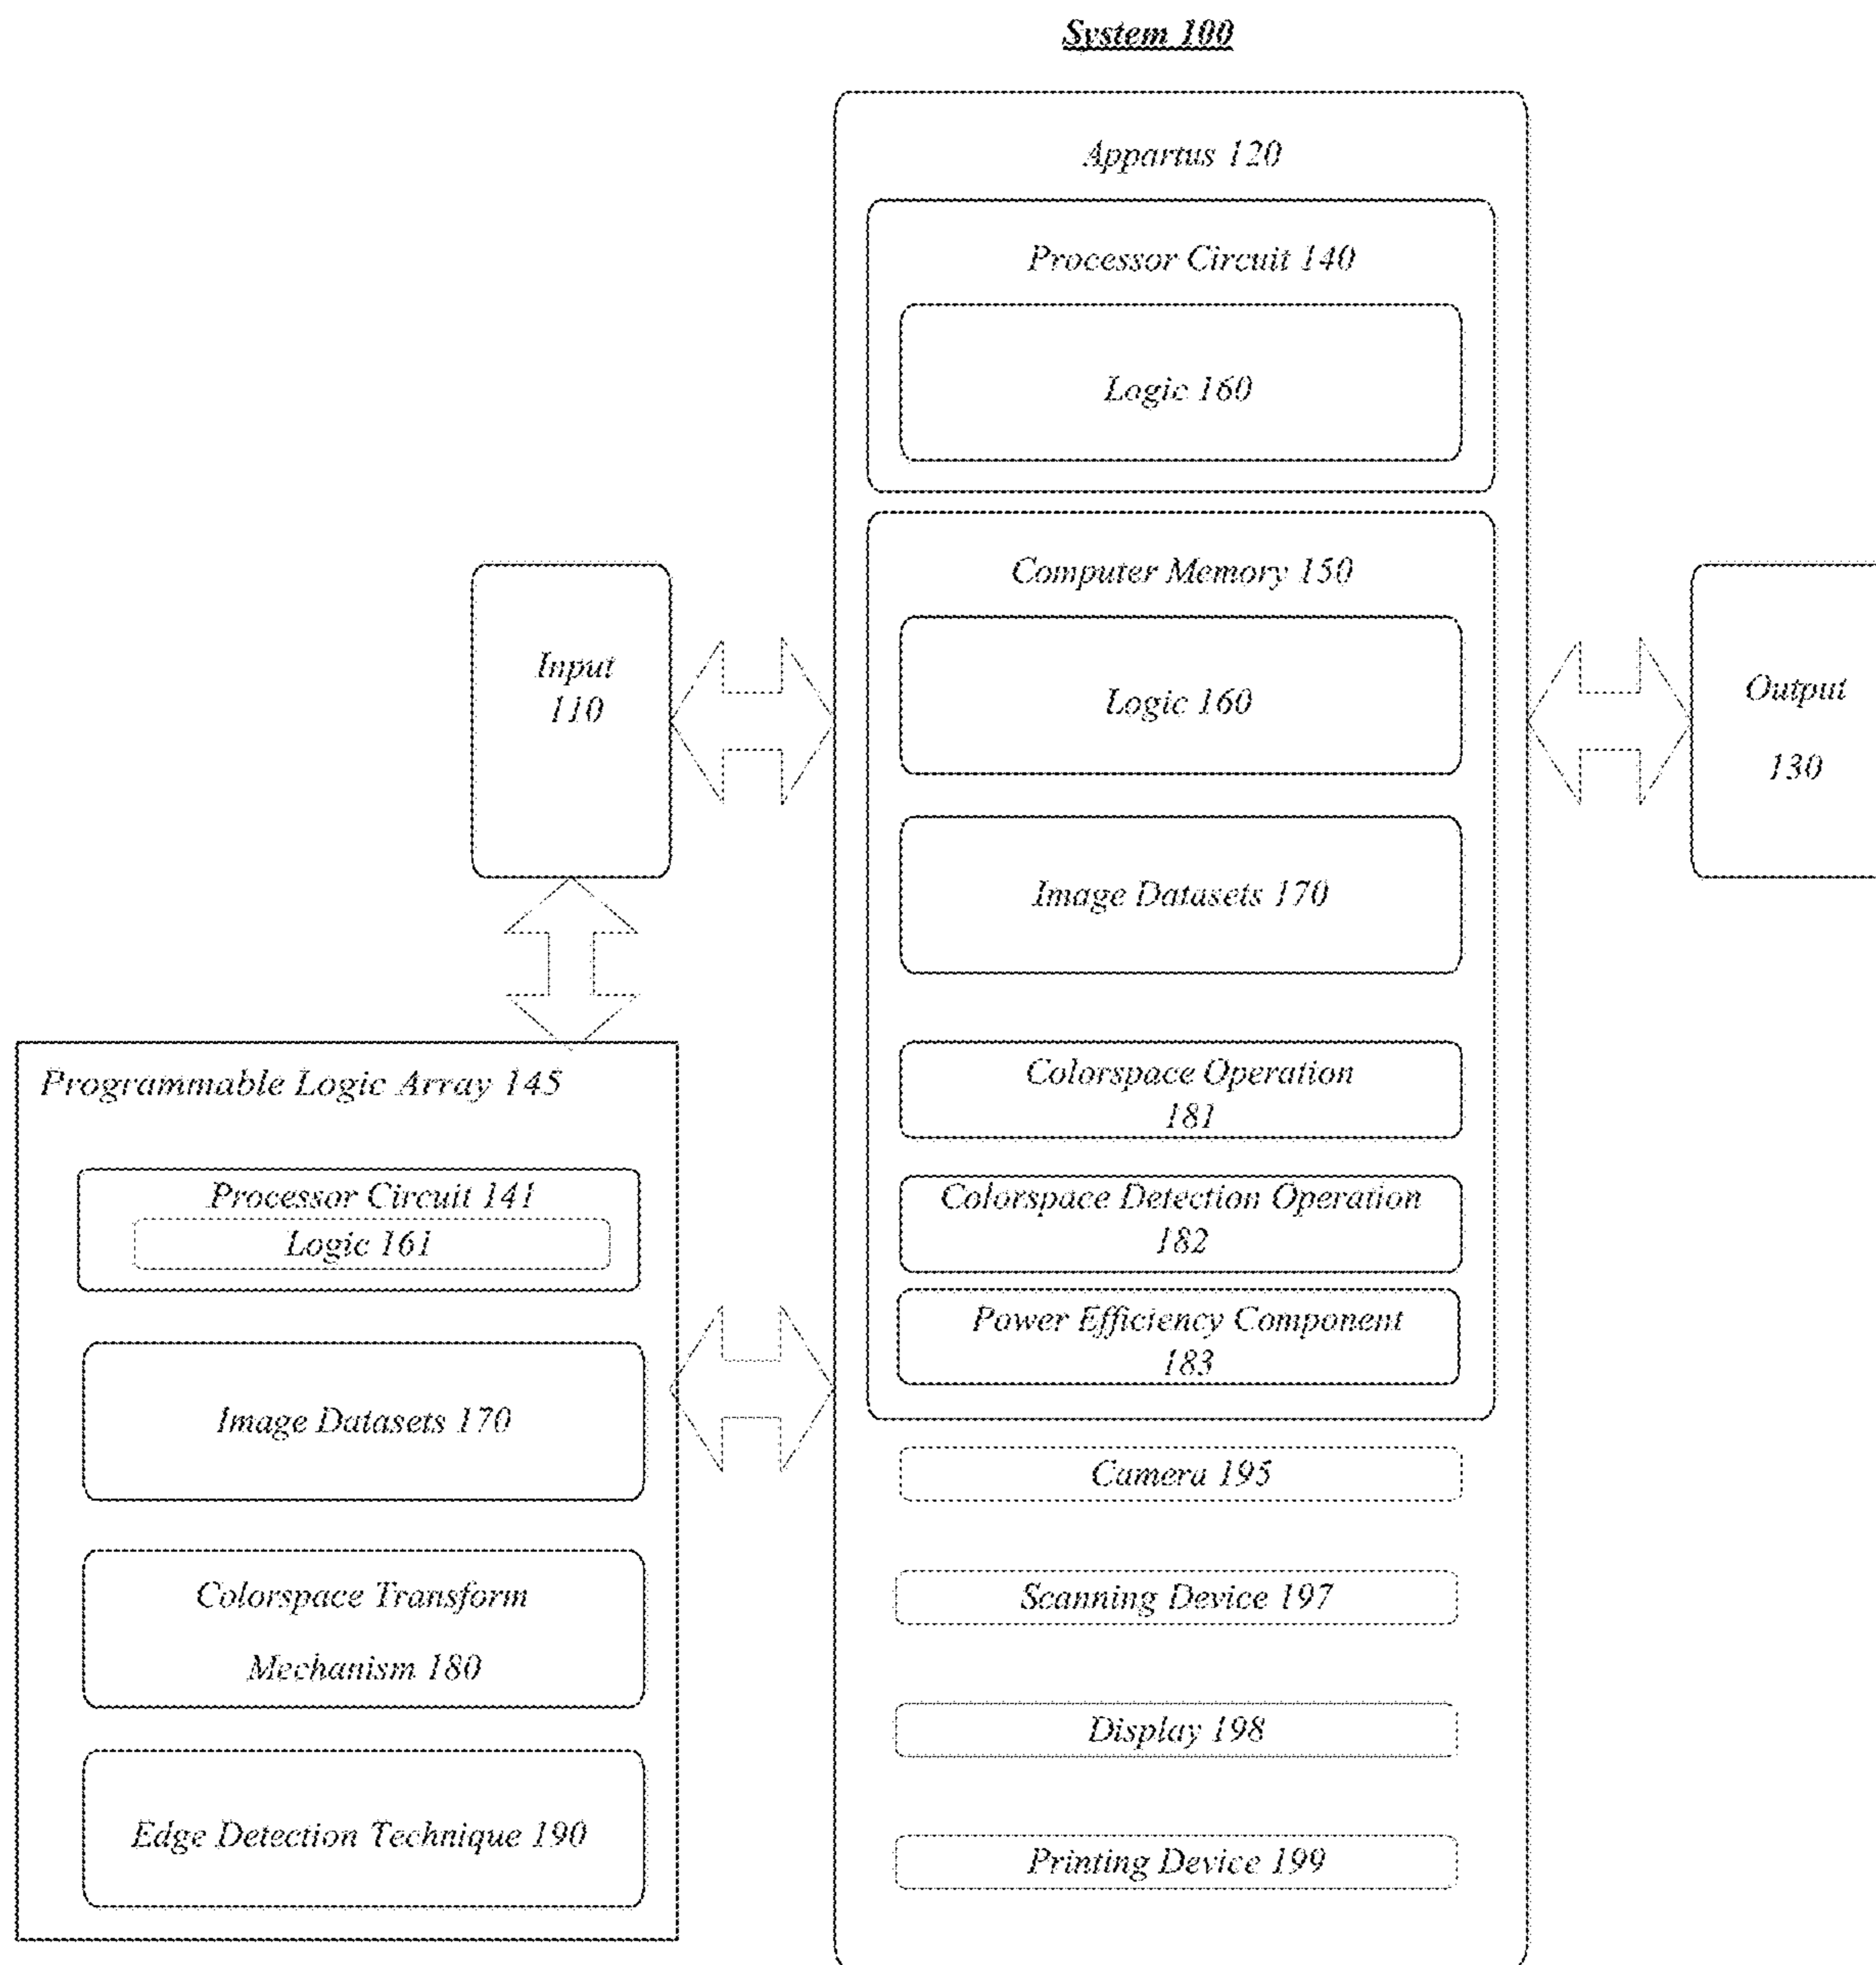 System 100
Appartus 120
Processor Circuit 140
Logic 160
Computer Memory 150
Logic 160
Image Datasets 170
Colorspace Operation
181
Colorspace Detection Operation
182
Power Efficiency Component
183
Camera 195
Scanning Device 197
Display 198
Printing Device 199
Input
110
Output
130
Programmable Logic Array 145
Processor Circuit 141
Logic 161
Image Datasets 170
Colorspace Transform
Mechanism 180
Edge Detection Technique 190